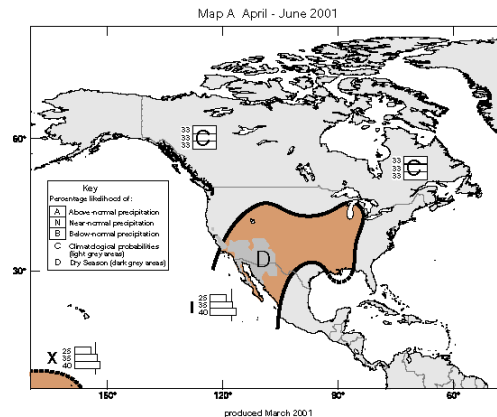 Map A April - June 2001
33
33
33
C
33
33
33
C
60°
Key
Percentage likelihood of:
A Above-normal precipitation
N Near-normal precipitation
B Below-normal precipitation
C Climatological probabilities
(light grey areas)
D Dry Season (dark grey areas)
D
30°
I
25
35
40
X
25
35
40
150°
120°
90°
60°
produced March 2001